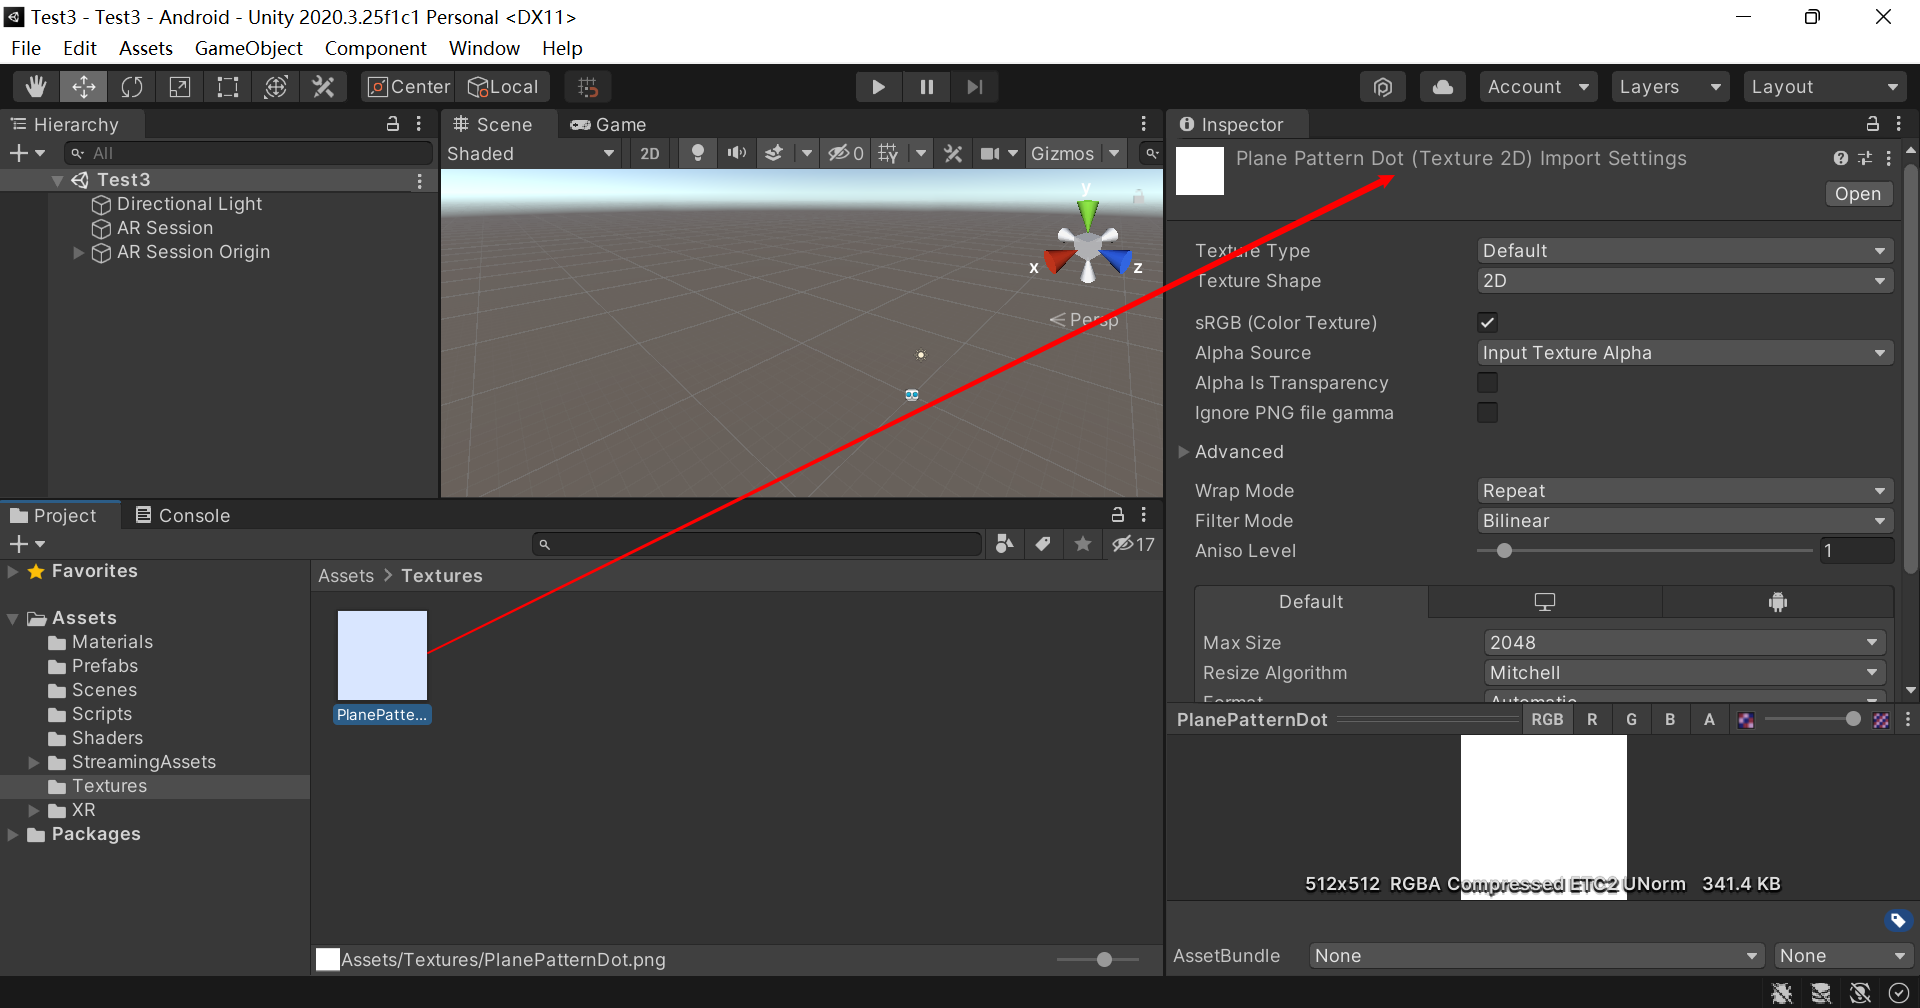 Test3 - Test3 - Android - Unity 2020.3.25f1c1 Personal <DX11>
File Edit Assets GameObject Component Window Help
Center Local
Account Layers Layout
Hierarchy
All
Test3
Directional Light
AR Session
AR Session Origin
Scene Game
Shaded 2D 0 Gizmos
y
x z
Persp
Project Console
17
Favorites
Assets
Materials
Prefabs
Scenes
Scripts
Shaders
StreamingAssets
Textures
XR
Packages
Assets > Textures
PlanePatte...
Assets/Textures/PlanePatternDot.png
Inspector
Plane Pattern Dot (Texture 2D) Import Settings
Open
Texture Type Default
Texture Shape 2D
sRGB (Color Texture)
Alpha Source Input Texture Alpha
Alpha Is Transparency
Ignore PNG file gamma
Advanced
Wrap Mode Repeat
Filter Mode Bilinear
Aniso Level 1
Default
Max Size 2048
Resize Algorithm Mitchell
Format Automatic
PlanePatternDot RGB R G B A
512x512 RGBA Compressed ETC2 UNorm 341.4 KB
AssetBundle None None